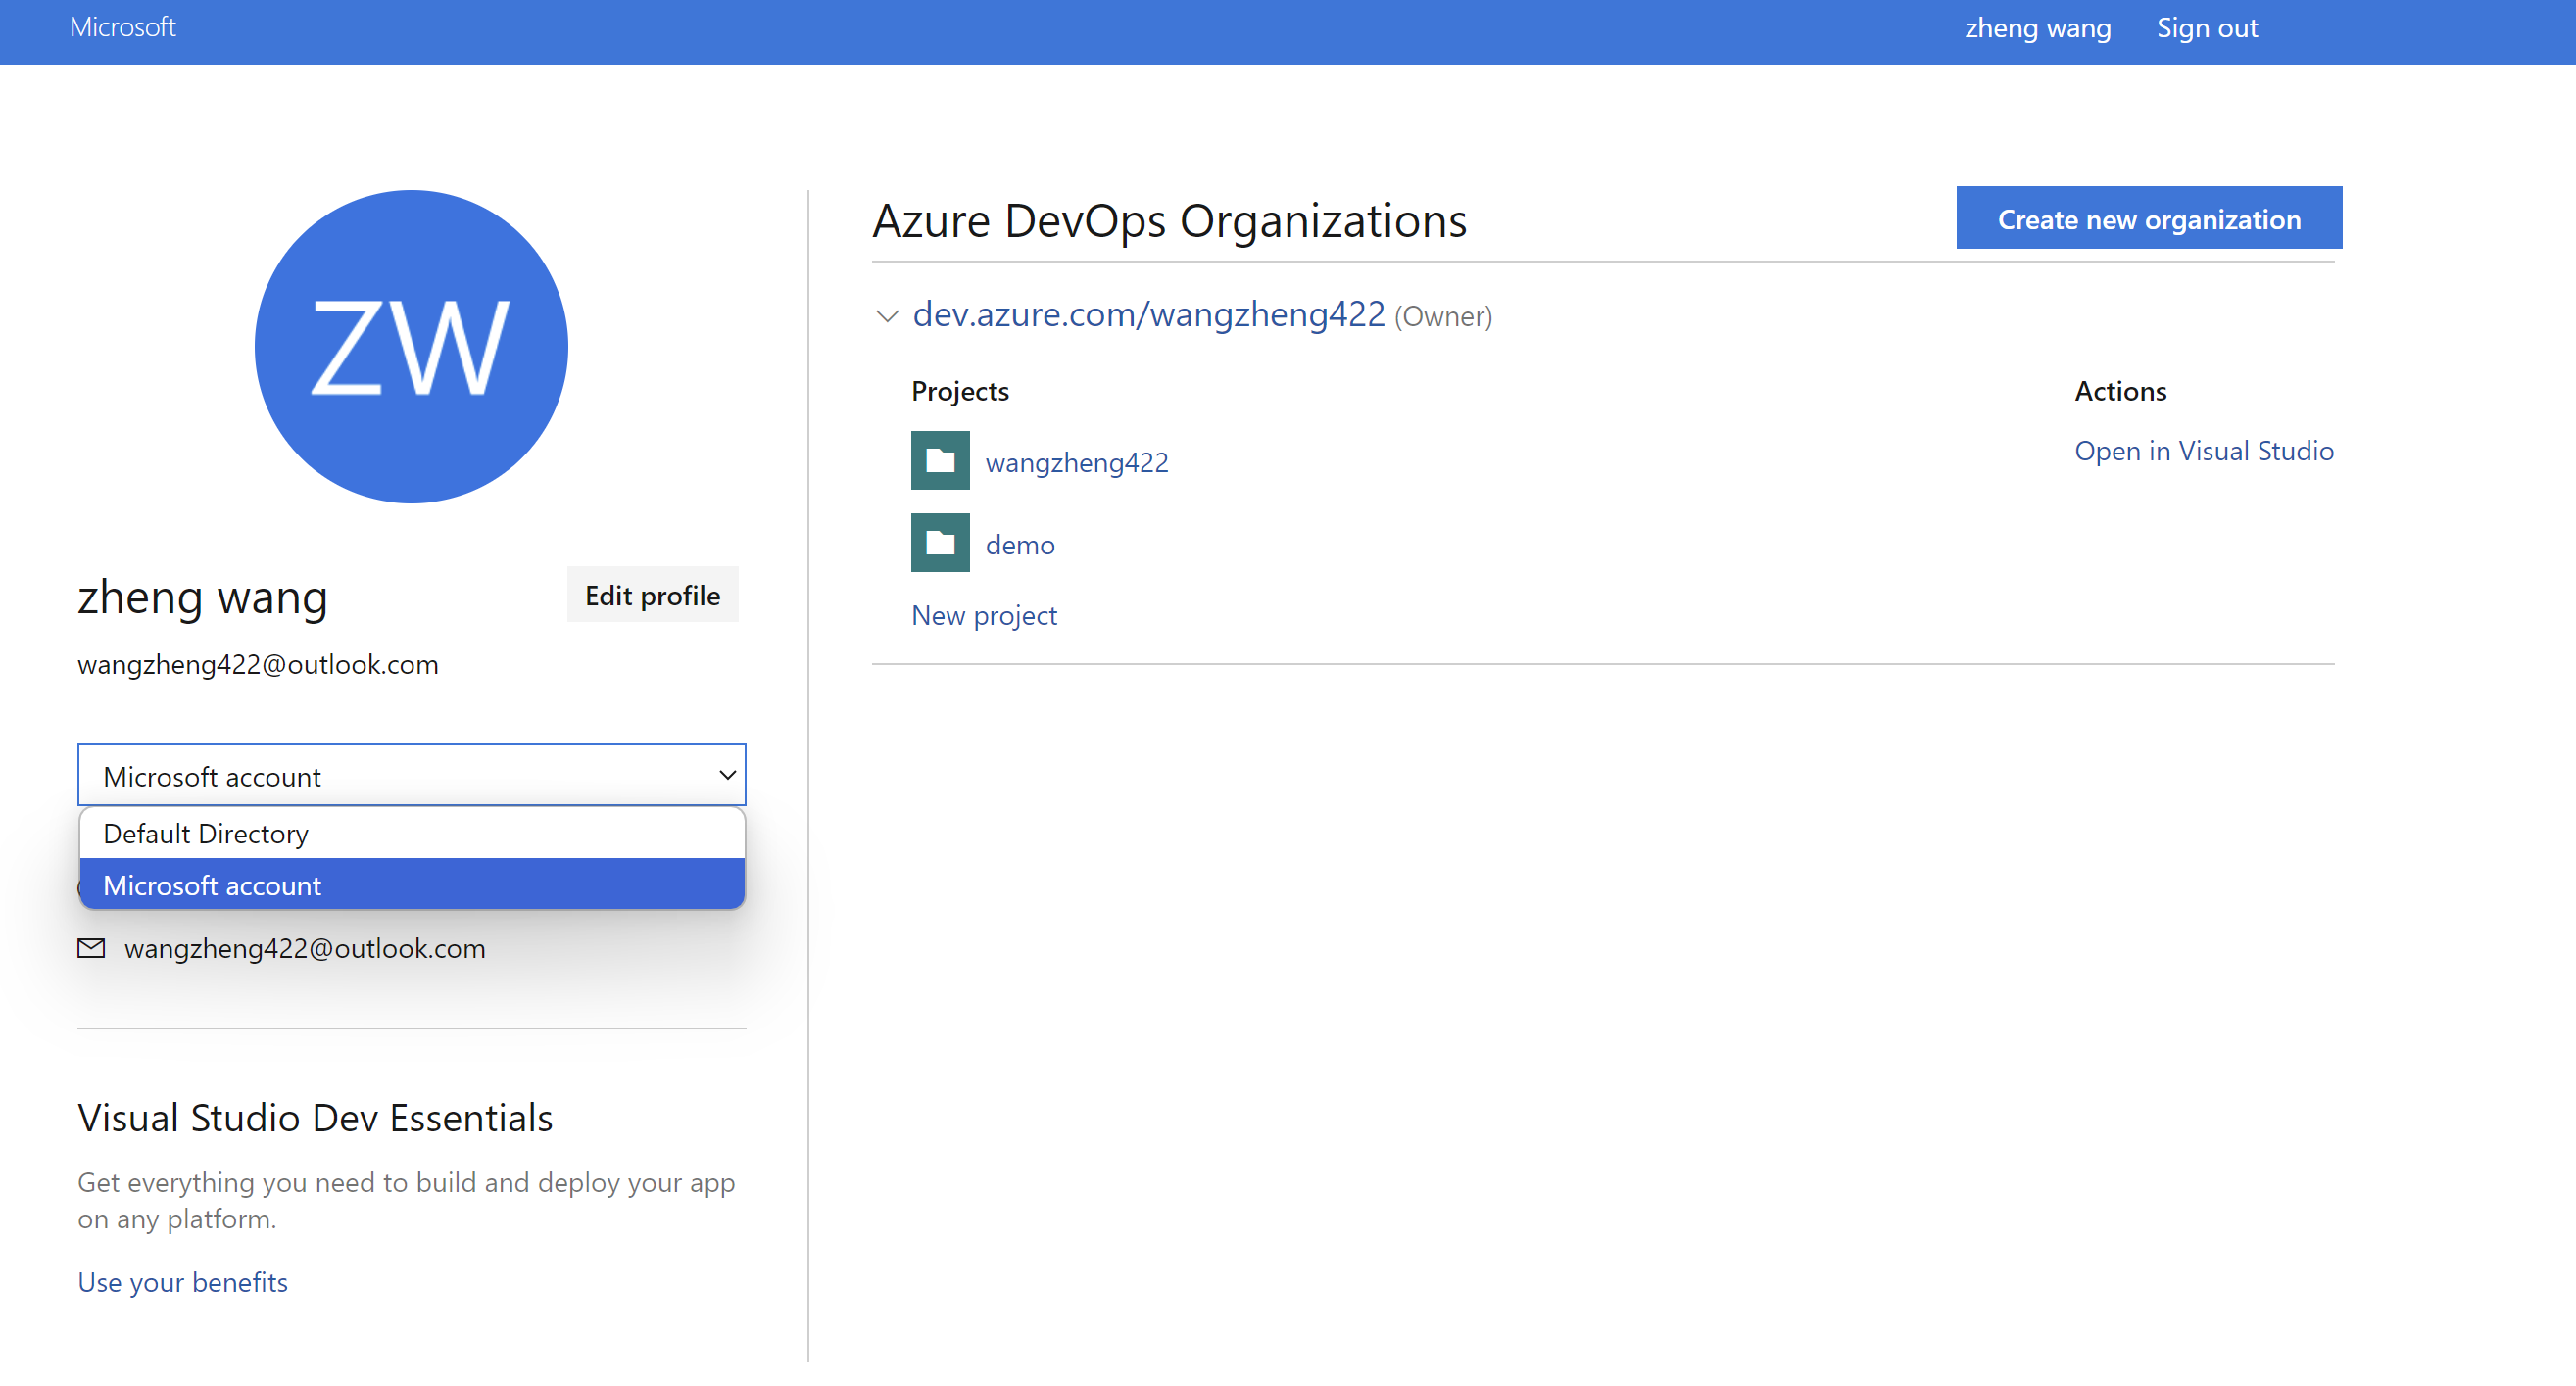 Microsoft
zheng wang
Sign out
ZW
zheng wang
Edit profile
wangzheng422@outlook.com
Microsoft account
Default Directory
Microsoft account
wangzheng422@outlook.com
Visual Studio Dev Essentials
Get everything you need to build and deploy your app
on any platform.
Use your benefits
Azure DevOps Organizations
Create new organization
dev.azure.com/wangzheng422 (Owner)
Projects
Actions
wangzheng422
Open in Visual Studio
demo
New project